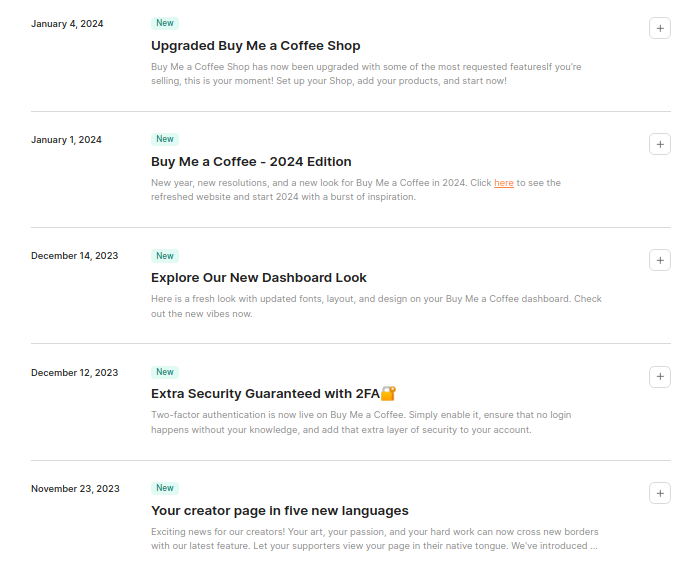 January 4, 2024
New
Upgraded Buy Me a Coffee Shop
Buy Me a Coffee Shop has now been upgraded with some of the most requested featuresIf you're
selling, this is your moment! Set up your Shop, add your products, and start now!
January 1, 2024
New
Buy Me a Coffee - 2024 Edition
New year, new resolutions, and a new look for Buy Me a Coffee in 2024. Click here to see the
refreshed website and start 2024 with a burst of inspiration.
December 14, 2023
New
Explore Our New Dashboard Look
Here is a fresh look with updated fonts, layout, and design on your Buy Me a Coffee dashboard. Check
out the new vibes now.
December 12, 2023
New
Extra Security Guaranteed with 2FA🔐
Two-factor authentication is now live on Buy Me a Coffee. Simply enable it, ensure that no login
happens without your knowledge, and add that extra layer of security to your account.
November 23, 2023
New
Your creator page in five new languages
Exciting news for our creators! Your art, your passion, and your hard work can now cross new borders
with our latest feature. Let your supporters view your page in their native tongue. We've introduced ...